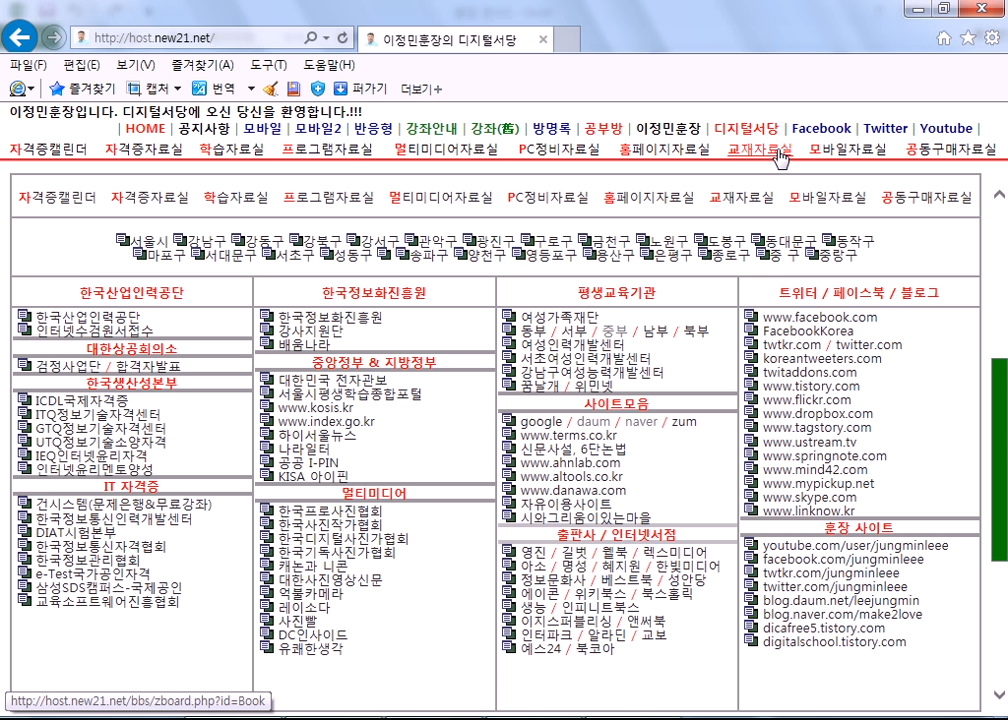 http://host.new21.net/
이정민훈장의 디지털서당
파일(F) 편집(E) 보기(V) 즐겨찾기(A) 도구(T) 도움말(H)
즐겨찾기 캡처 번역 퍼가기 더보기+
이정민훈장입니다. 디지털서당에 오신 당신을 환영합니다.!!!
| HOME | 공지사항 | 모바일 | 모바일2 | 반응형 | 강좌안내 | 강좌(舊) | 방명록 | 공부방 | 이정민훈장 | 디지털서당 | Facebook | Twitter | Youtube |
자격증캘린더 자격증자료실 학습자료실 프로그램자료실 멀티미디어자료실 PC정비자료실 홈페이지자료실 교재자료실 모바일자료실 공동구매자료실
자격증캘린더 자격증자료실 학습자료실 프로그램자료실 멀티미디어자료실 PC정비자료실 홈페이지자료실 교재자료실 모바일자료실 공동구매자료실
서울시 강남구 강동구 강북구 강서구 관악구 광진구 구로구 금천구 노원구 도봉구 동대문구 동작구
마포구 서대문구 서초구 성동구 송파구 양천구 영등포구 용산구 은평구 종로구 중 구 중랑구
한국산업인력공단
한국산업인력공단
인터넷수검원서접수
대한상공회의소
검정사업단 / 합격자발표
한국생산성본부
ICDL국제자격증
ITQ정보기술자격센터
GTQ정보기술자격센터
UTQ정보기술소양자격
IEQ인터넷윤리자격
인터넷윤리멘토양성
IT 자격증
건시스템(문제은행&무료강좌)
한국정보통신인력개발센터
DIAT시험본부
한국정보통신자격협회
한국정보관리협회
e-Test국가공인자격
삼성SDS캠퍼스-국제공인
교육소프트웨어진흥협회
한국정보화진흥원
한국정보화진흥원
강사지원단
배움나라
중앙정부 & 지방정부
대한민국 전자관보
서울시평생학습종합포털
www.kosis.kr
www.index.go.kr
하이서울뉴스
나라일터
공공 I-PIN
KISA 아이핀
멀티미디어
한국프로사진협회
한국사진작가협회
한국디지털사진가협회
한국기독사진가협회
캐논과 니콘
대한사진영상신문
억불카메라
레이소다
사진빨
DC인사이드
유쾌한생각
평생교육기관
여성가족재단
동부 / 서부 / 중부 / 남부 / 북부
여성인력개발센터
서초여성인력개발센터
강남구여성능력개발센터
꿈날개 / 위민넷
사이트모음
google / daum / naver / zum
www.terms.co.kr
신문사설, 6단논법
www.ahnlab.com
www.altools.co.kr
www.danawa.com
자유이용사이트
시와그리움이있는마을
출판사 / 인터넷서점
영진 / 길벗 / 웰북 / 렉스미디어
아소 / 명성 / 혜지원 / 한빛미디어
정보문화사 / 베스트북 / 성안당
에이콘 / 위키북스 / 북스홀릭
생능 / 인피니트북스
이지스퍼블리싱 / 앤써북
인터파크 / 알라딘 / 교보
예스24 / 북코아
트위터 / 페이스북 / 블로그
www.facebook.com
FacebookKorea
twtkr.com / twitter.com
koreantweeters.com
twitaddons.com
www.tistory.com
www.flickr.com
www.dropbox.com
www.tagstory.com
www.ustream.tv
www.springnote.com
www.mind42.com
www.mypickup.net
www.skype.com
www.linknow.kr
훈장 사이트
youtube.com/user/jungminleee
facebook.com/jungminleee
twtkr.com/jungminleee
twitter.com/jungminleee
blog.daum.net/leejungmin
blog.naver.com/make2love
dicafree5.tistory.com
digitalschool.tistory.com
http://host.new21.net/bbs/zboard.php?id=Book